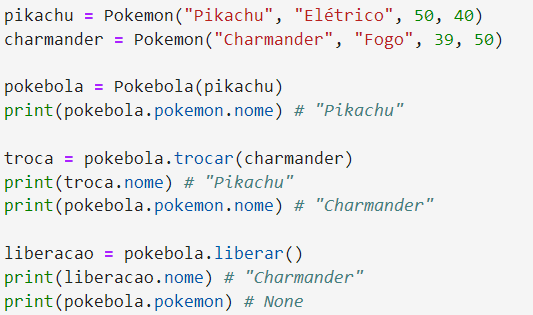 pikachu = Pokemon("Pikachu", "Elétrico", 50, 40)
charmander = Pokemon("Charmander", "Fogo", 39, 50)
pokebola = Pokebola(pikachu)
print(pokebola.pokemon.nome) # "Pikachu"
troca = pokebola.trocar(charmander)
print(troca.nome) # "Pikachu"
print(pokebola.pokemon.nome) # "Charmander"
liberacao = pokebola.liberar()
print(liberacao.nome) # "Charmander"
print(pokebola.pokemon) # None